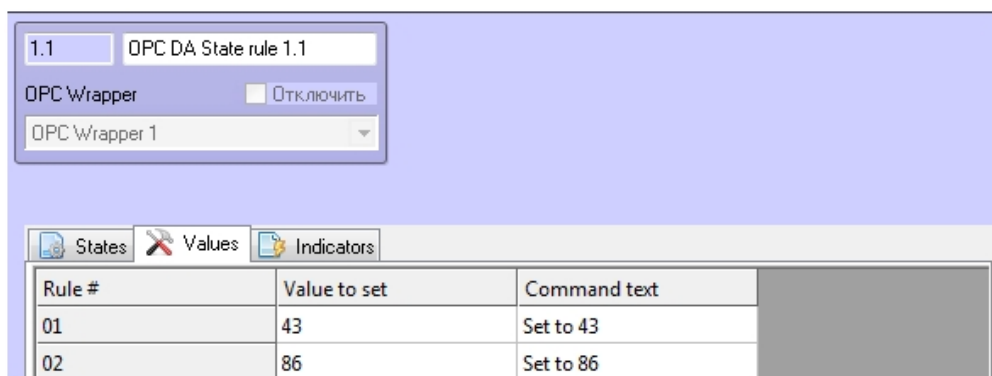 1.1 OPC DA State rule 1.1
OPC Wrapper Отключить
OPC Wrapper 1
States Values Indicators
Rule # Value to set Command text
01 43 Set to 43
02 86 Set to 86